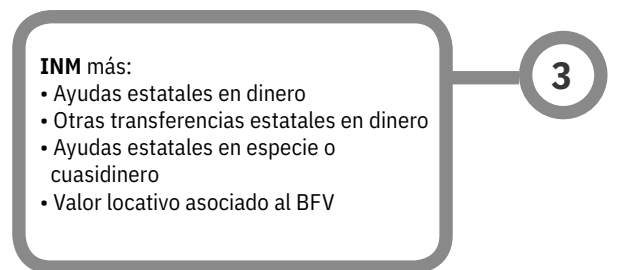 INM más:
• Ayudas estatales en dinero
• Otras transferencias estatales en dinero
• Ayudas estatales en especie o
cuasidinero
• Valor locativo asociado al BFV
3